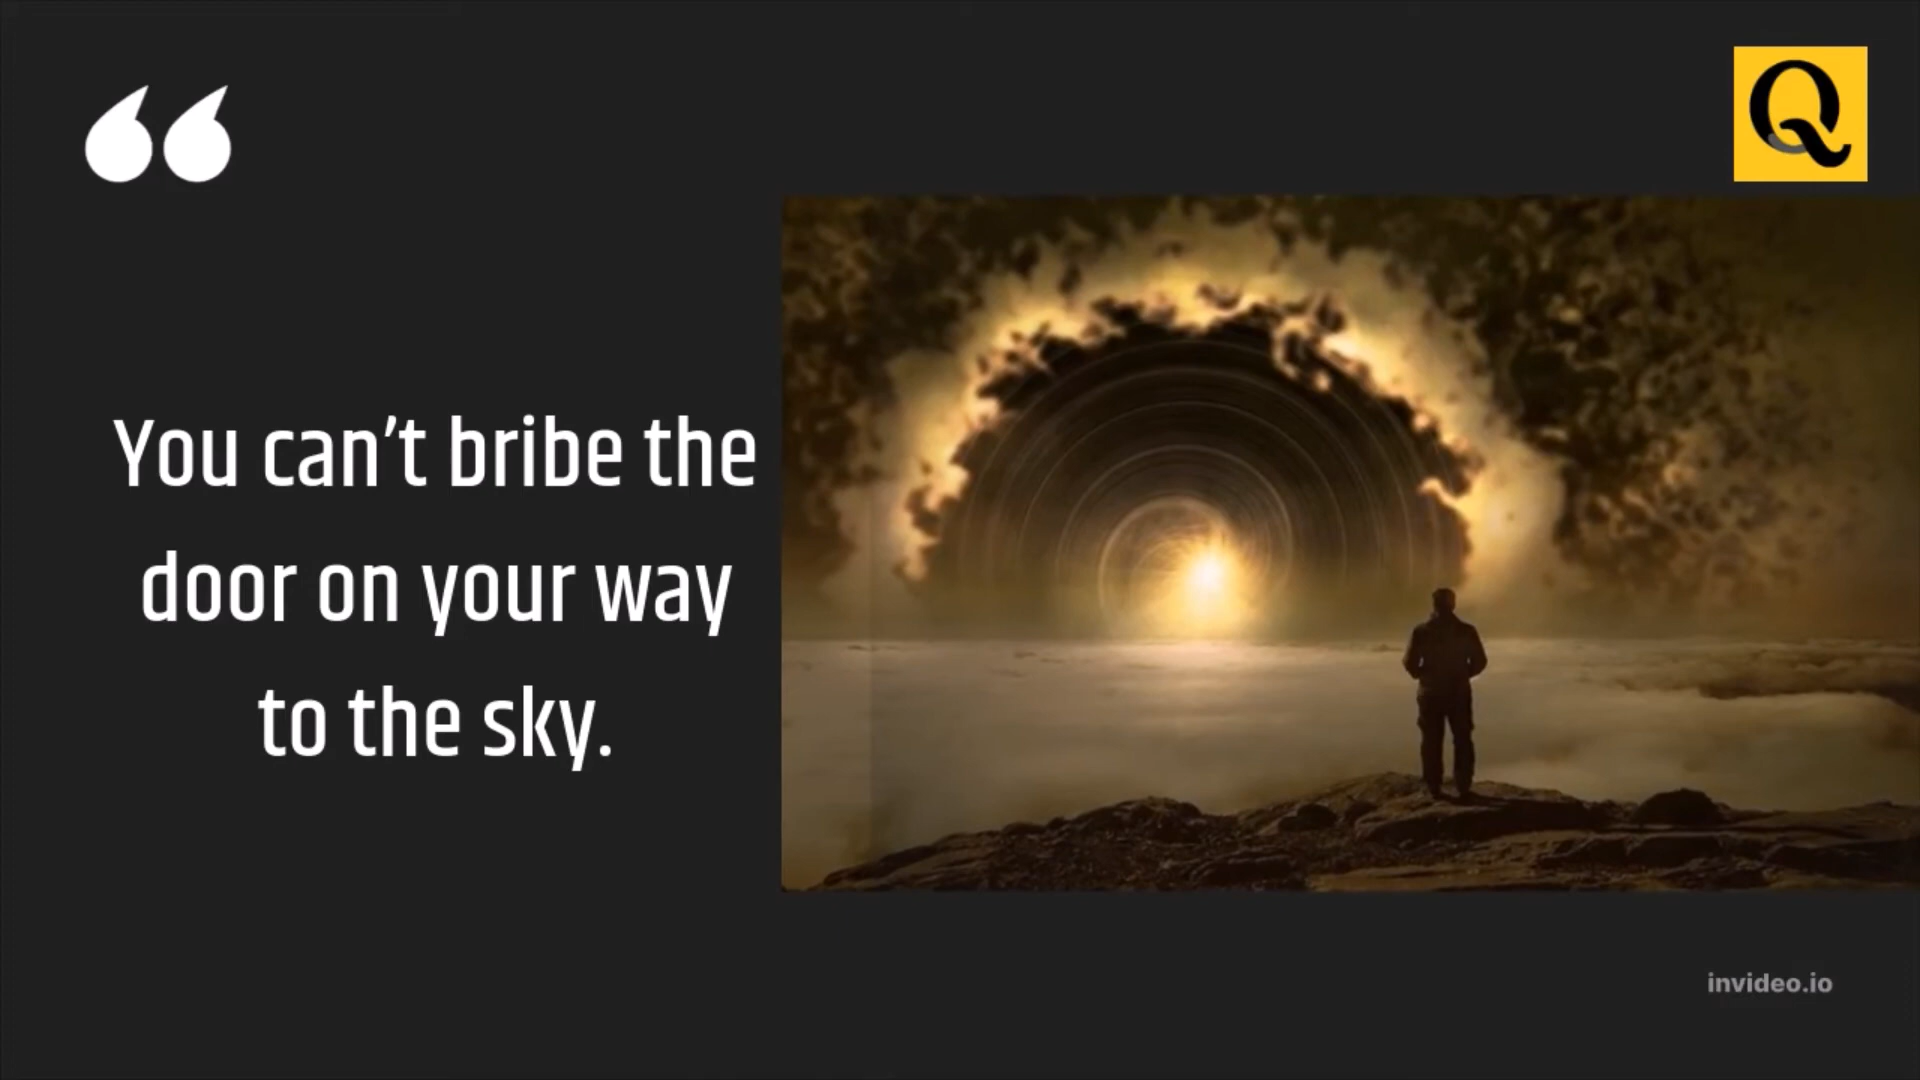 Q
You can’t bribe the
door on your way
to the sky.
invideo.io